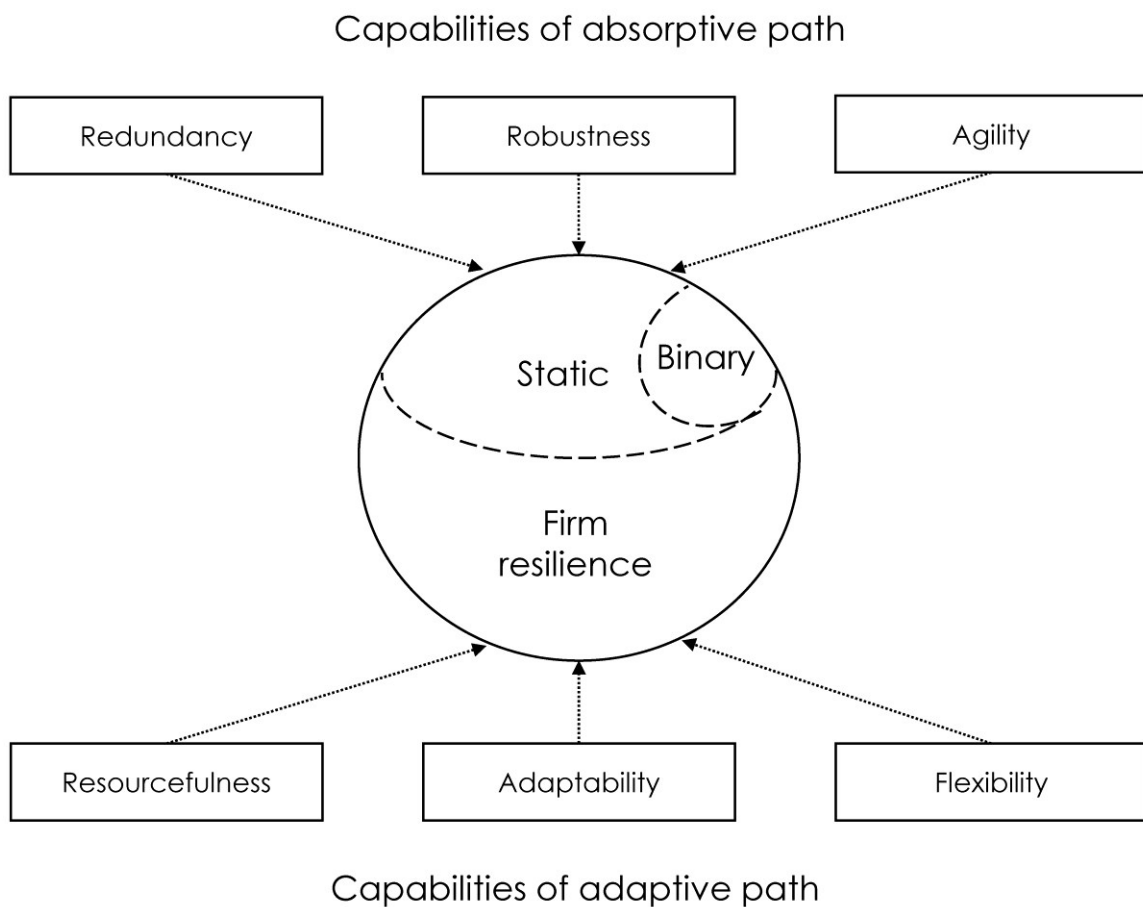 Capabilities of absorptive path
Redundancy
Robustness
Agility
Static
Binary
Firm
resilience
Resourcefulness
Adaptability
Flexibility
Capabilities of adaptive path